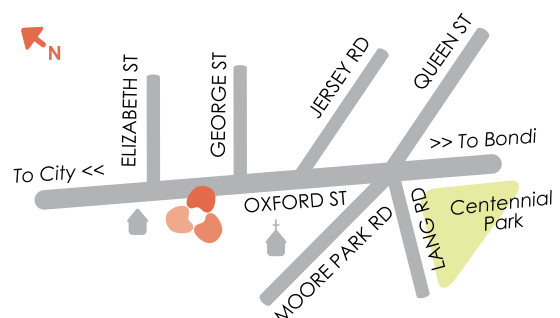 N
ELIZABETH ST
GEORGE ST
JERSEY RD
QUEEN ST
To City <<
>> To Bondi
OXFORD ST
MOORE PARK RD
LANG RD
Centennial
Park